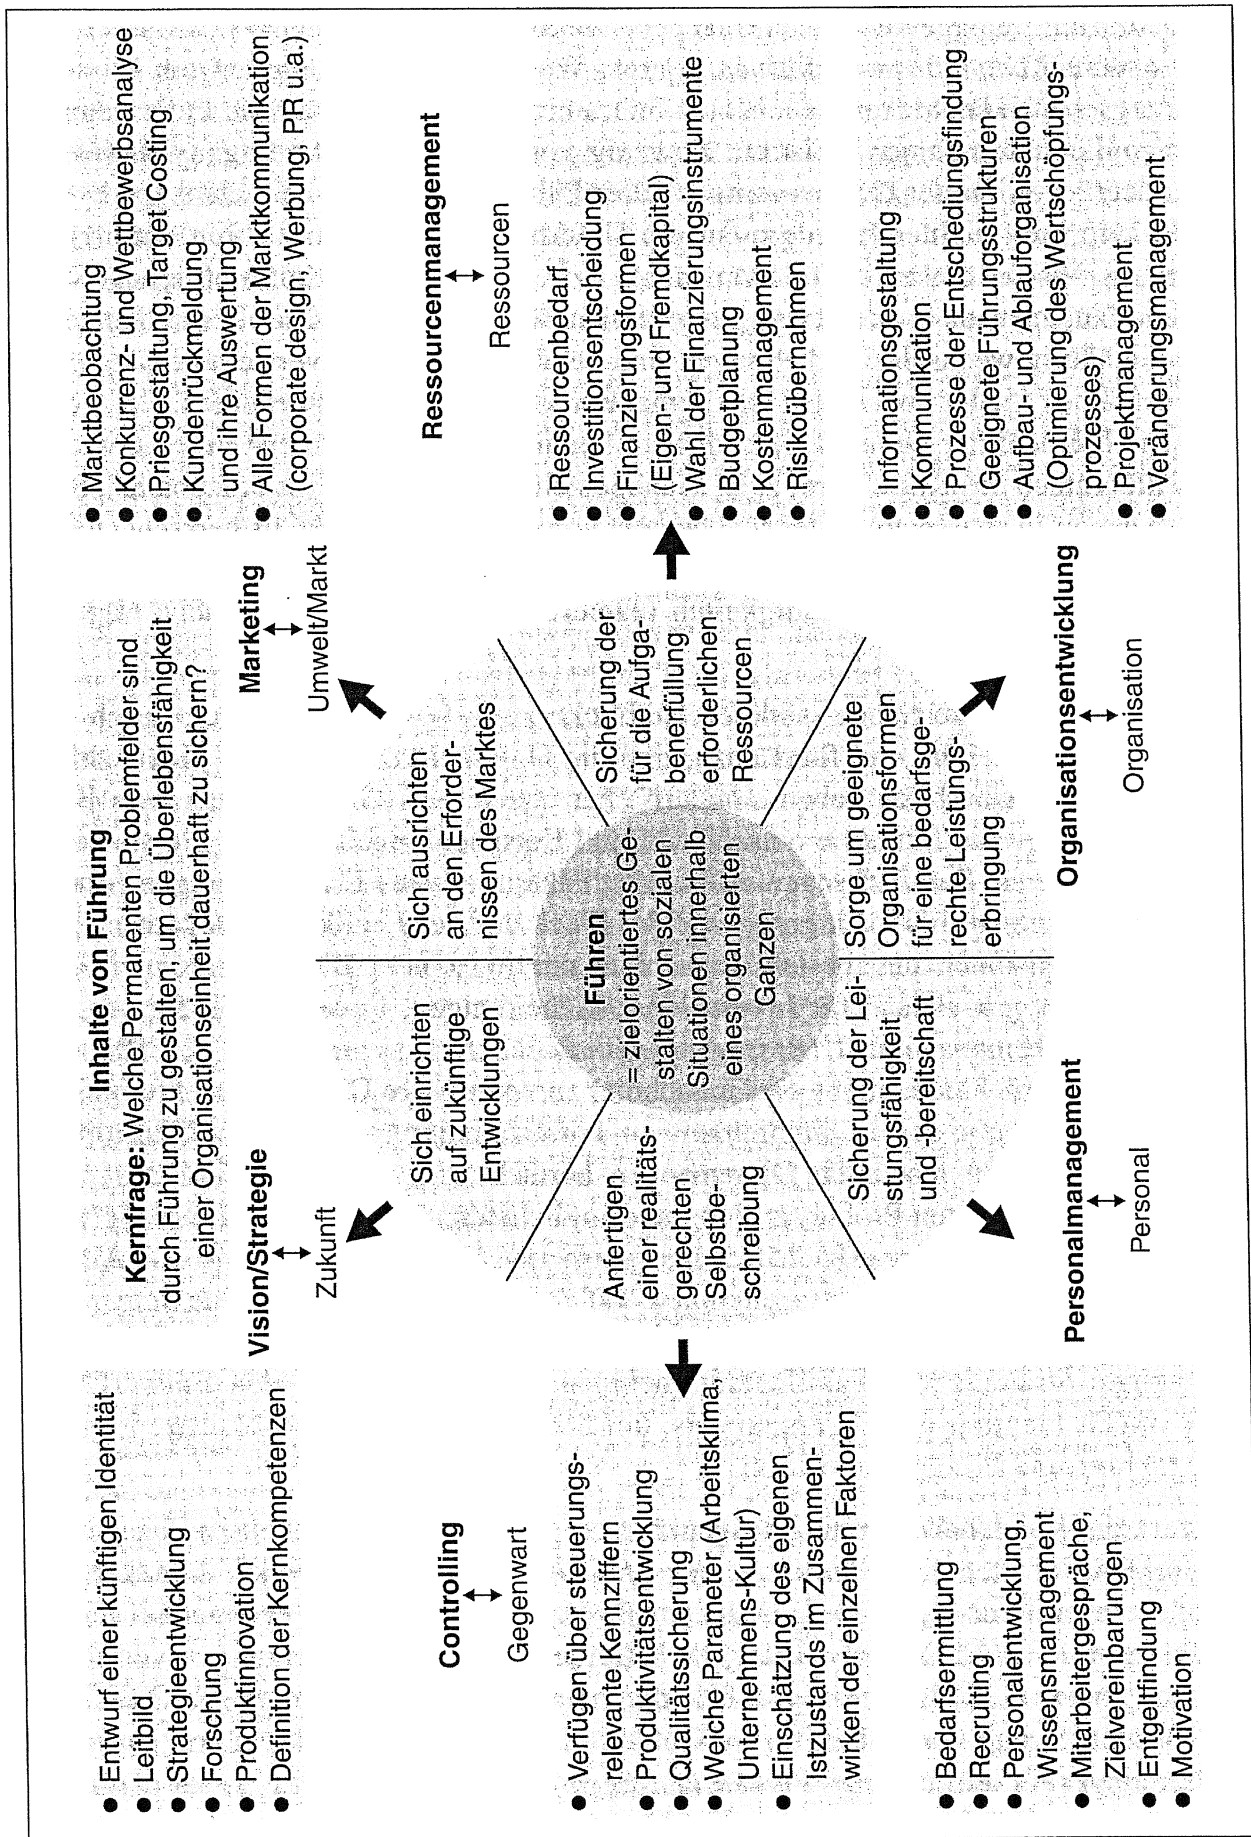 Inhalte von Führung
Kernfrage: Welche Permanenten Problemfelder sind
durch Führung zu gestalten, um die Überlebensfähigkeit
einer Organisationseinheit dauerhaft zu sichern?
● Entwurf einer künftigen Identität
● Leitbild
● Strategieentwicklung
● Forschung
● Produktinnovation
● Definition der Kernkompetenzen
Vision/Strategie
↔
Zukunft
Marketing
↔
Umwelt/Markt
● Marktbeobachtung
● Konkurrenz- und Wettbewerbsanalyse
● Priesgestaltung, Target Costing
● Kundenrückmeldung
und ihre Auswertung
● Alle Formen der Marktkommunikation
(corporate design, Werbung, PR u.a.)
Sich einrichten
auf zukünftige
Entwicklungen
Sich ausrichten
an den Erforder-
nissen des Marktes
Controlling
↔
Gegenwart
● Verfügen über steuerungs-
relevante Kennziffern
● Produktivitätsentwicklung
● Qualitätssicherung
● Weiche Parameter (Arbeitsklima,
Unternehmens-Kultur)
● Einschätzung des eigenen
Istzustands im Zusammen-
wirken der einzelnen Faktoren
Anfertigen
einer realitäts-
gerechten
Selbstbe-
schreibung
Führen
= zielorientiertes Ge-
stalten von sozialen
Situationen innerhalb
eines organisierten
Ganzen
Sicherung der
für die Aufga-
benerfüllung
erforderlichen
Ressourcen
Ressourcenmanagement
↔
Ressourcen
● Ressourcenbedarf
● Investitionsentscheidung
● Finanzierungsformen
(Eigen- und Fremdkapital)
● Wahl der Finanzierungsinstrumente
● Budgetplanung
● Kostenmanagement
● Risikoübernahmen
Sicherung der Lei-
stungsfähigkeit
und -bereitschaft
Sorge um geeignete
Organisationsformen
für eine bedarfsge-
rechte Leistungs-
erbringung
● Bedarfsermittlung
● Recruiting
● Personalentwicklung,
Wissensmanagement
● Mitarbeitergespräche,
Zielvereinbarungen
● Entgeltfindung
● Motivation
Personalmanagement
↔
Personal
Organisationsentwicklung
↔
Organisation
● Informationsgestaltung
● Kommunikation
● Prozesse der Entschediungsfindung
● Geeignete Führungsstrukturen
● Aufbau- und Ablauforganisation
(Optimierung des Wertschöpfungs-
prozesses)
● Projektmanagement
● Veränderungsmanagement